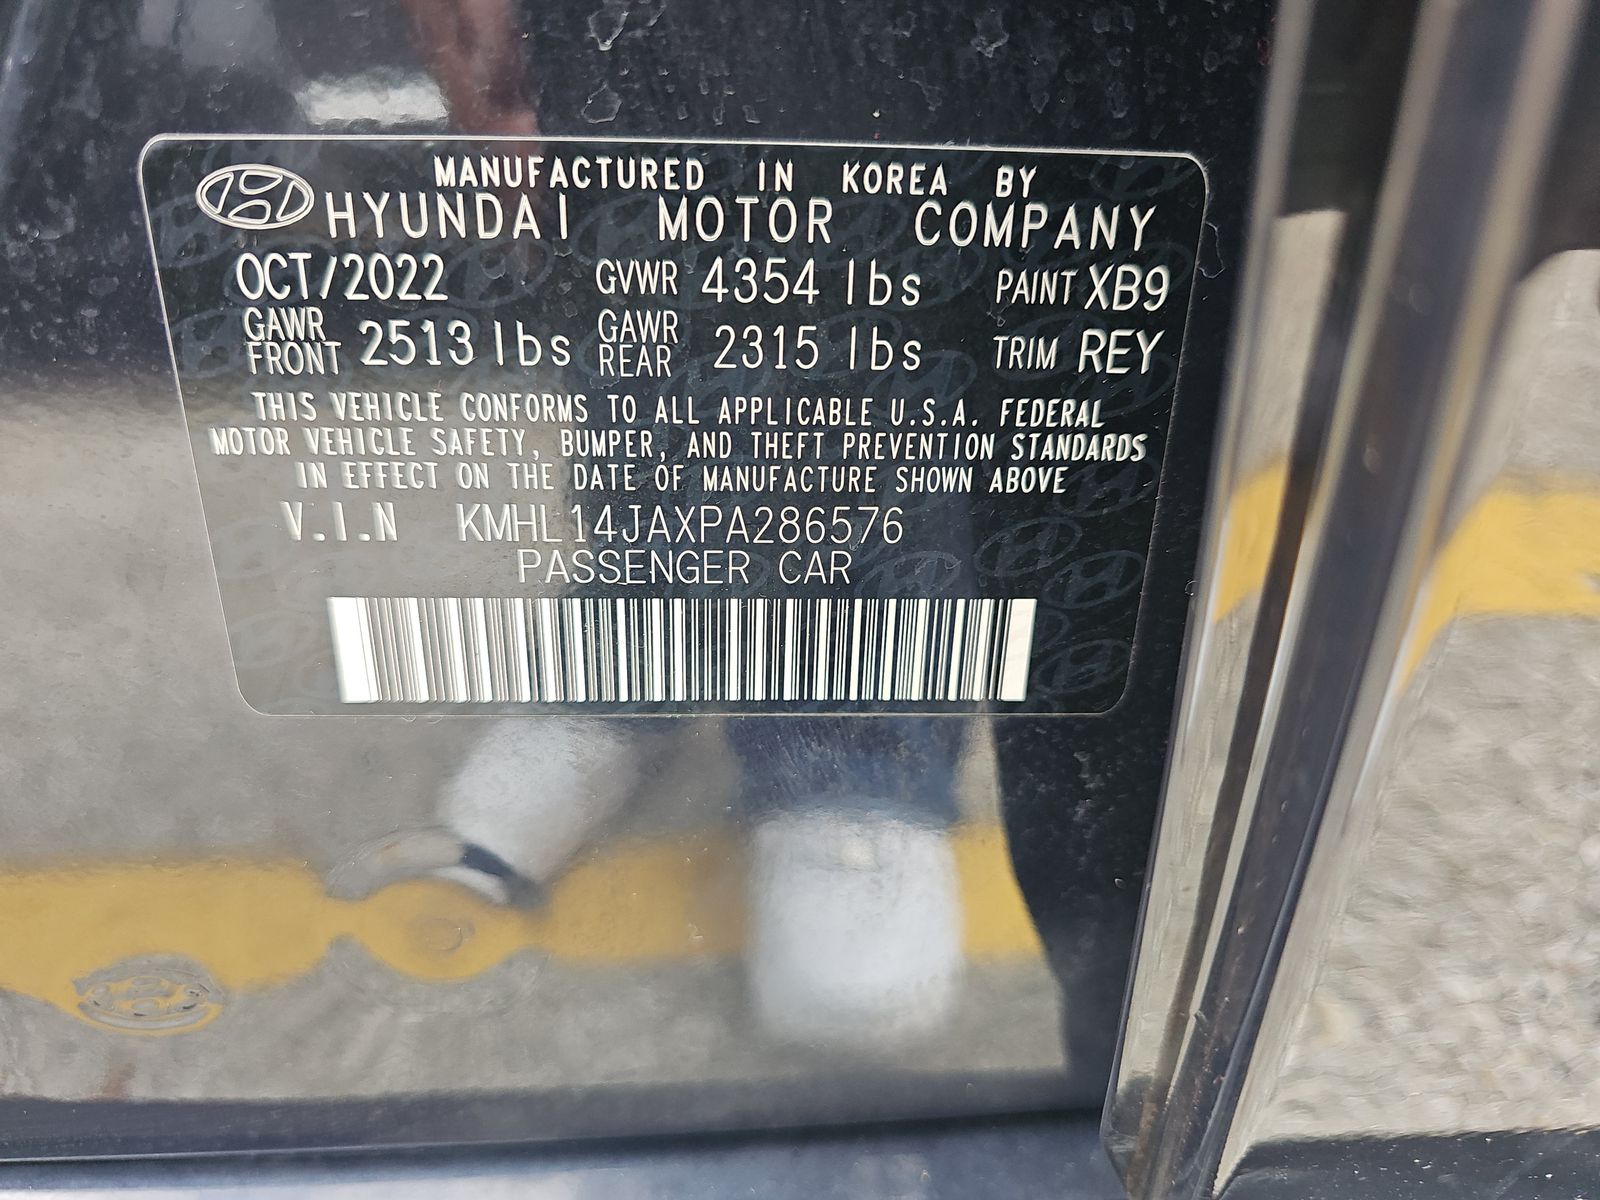 MANUFACTURED IN KOREA BY
HYUNDAI MOTOR COMPANY
OCT/2022 GVWR 4354 lbs PAINT XB9
GAWR FRONT 2513 lbs GAWR REAR 2315 lbs TRIM REY
THIS VEHICLE CONFORMS TO ALL APPLICABLE U.S.A. FEDERAL
MOTOR VEHICLE SAFETY, BUMPER, AND THEFT PREVENTION STANDARDS
IN EFFECT ON THE DATE OF MANUFACTURE SHOWN ABOVE
V.I.N KMHL14JAXPA286576
PASSENGER CAR